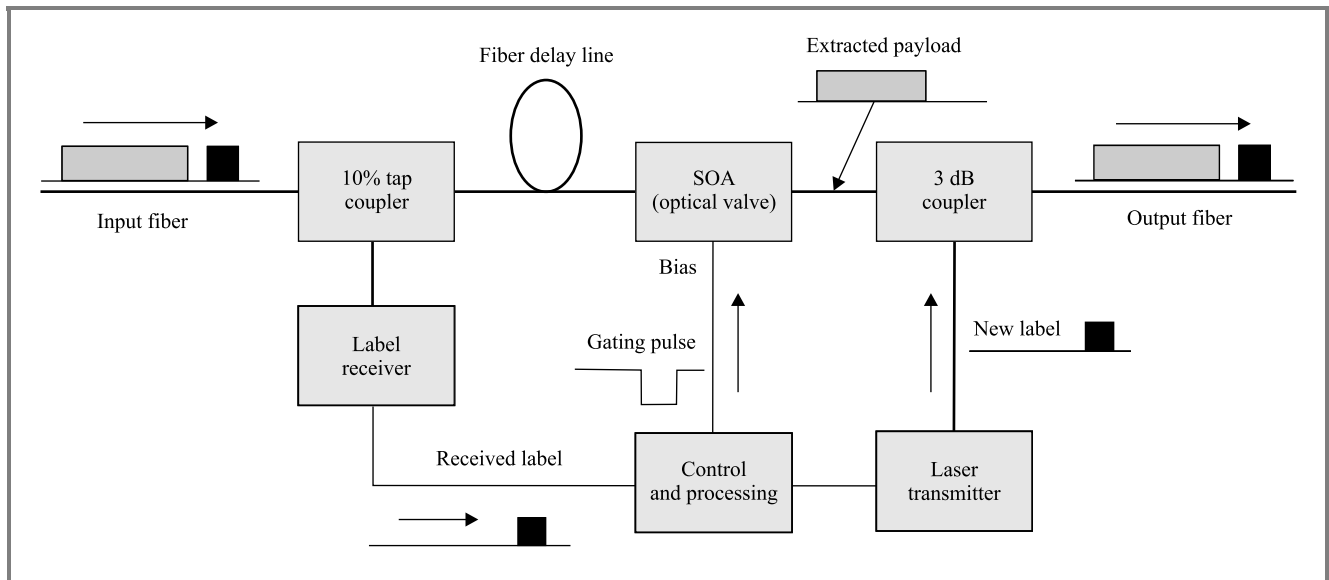 Extracted payload
Fiber delay line
10% tap
coupler
SOA
(optical valve)
3 dB
coupler
Input fiber
Output fiber
Bias
Label
receiver
Gating pulse
New label
Received label
Control
and processing
Laser
transmitter